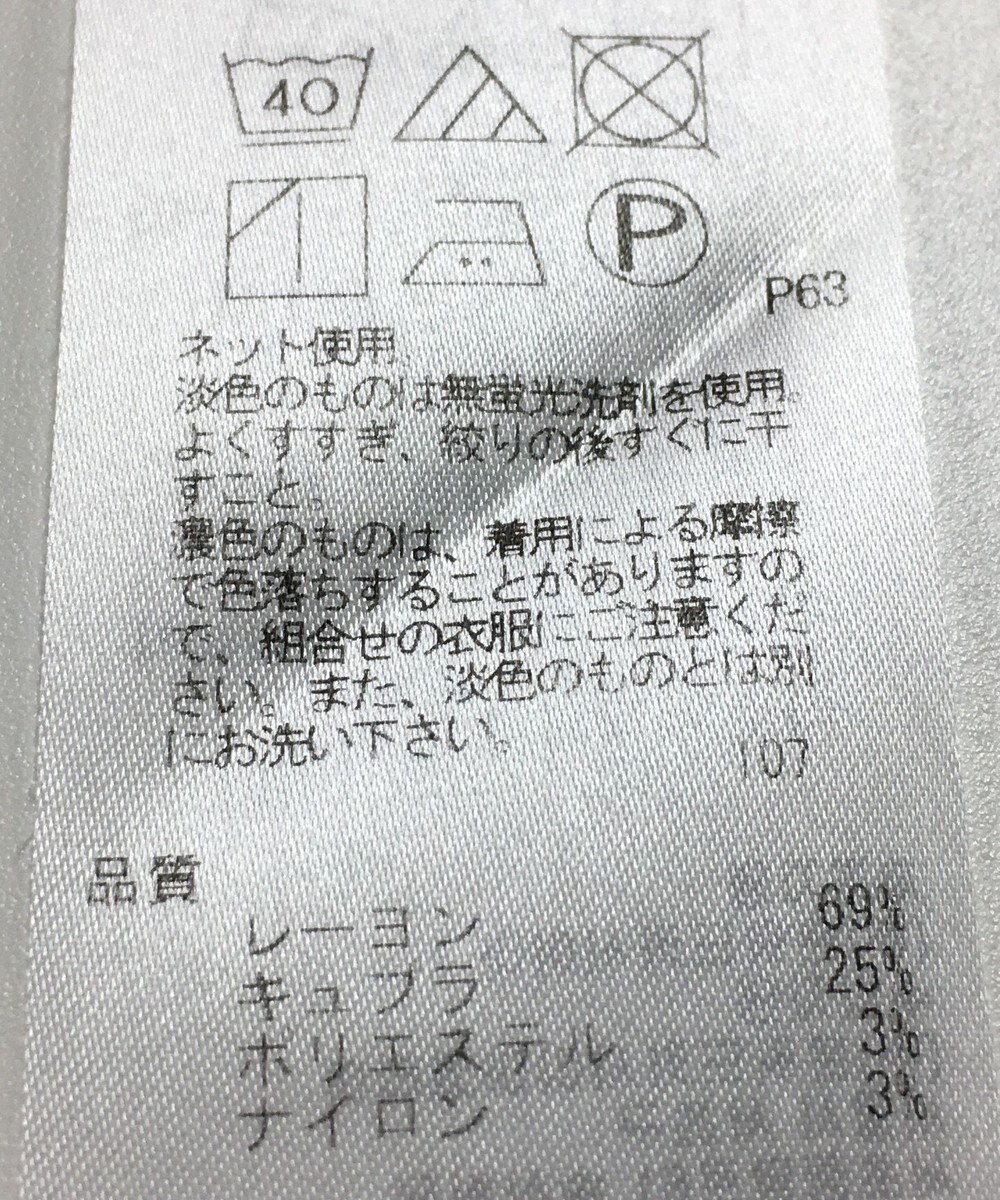 40
P
P63
ネット使用。
淡色のものは無蛍光洗剤を使用。
よくすすぎ、絞りの後すぐに干
すこと。
濃色のものは、着用による摩擦
で色落ちすることがありますの
で、組合せの衣服にご注意くだ
さい。また、淡色のものとは別
にお洗い下さい。
107
品質
レーヨン 69%
キュプラ 25%
ポリエステル 3%
ナイロン 3%